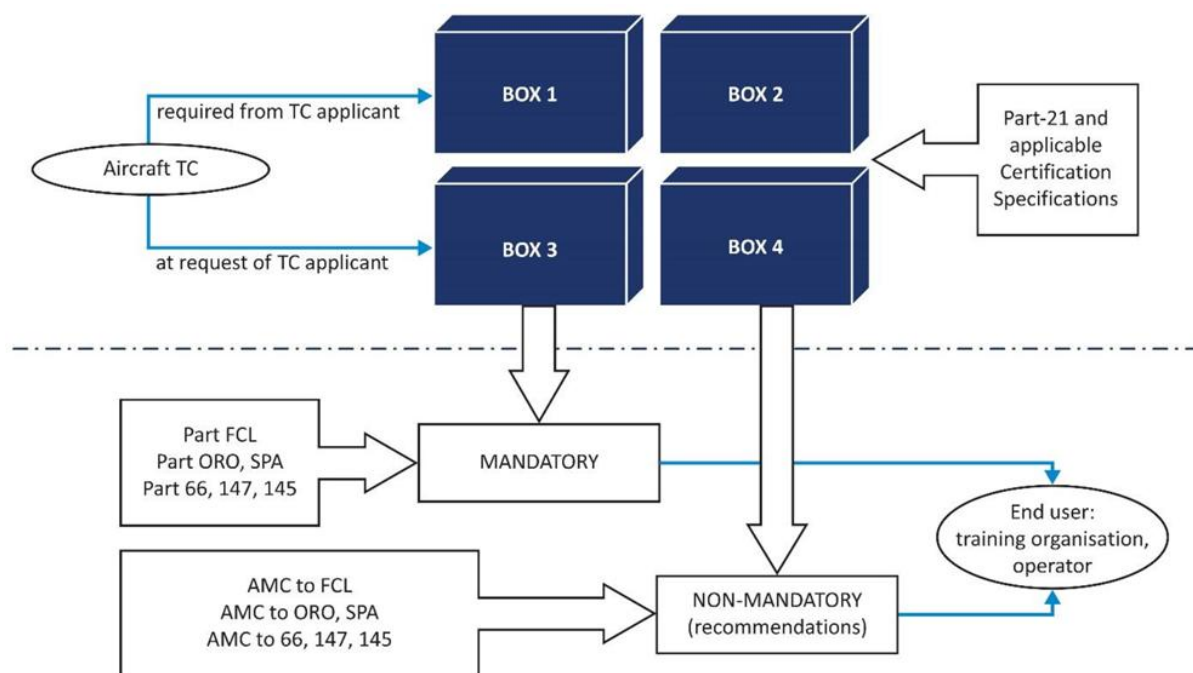 BOX 1
BOX 2
required from TC applicant
Aircraft TC
Part-21 and
applicable
Certification
Specifications
BOX 3
BOX 4
at request of TC applicant
Part FCL
Part ORO, SPA
Part 66, 147, 145
MANDATORY
End user:
training organisation,
operator
AMC to FCL
AMC to ORO, SPA
AMC to 66, 147, 145
NON-MANDATORY
(recommendations)